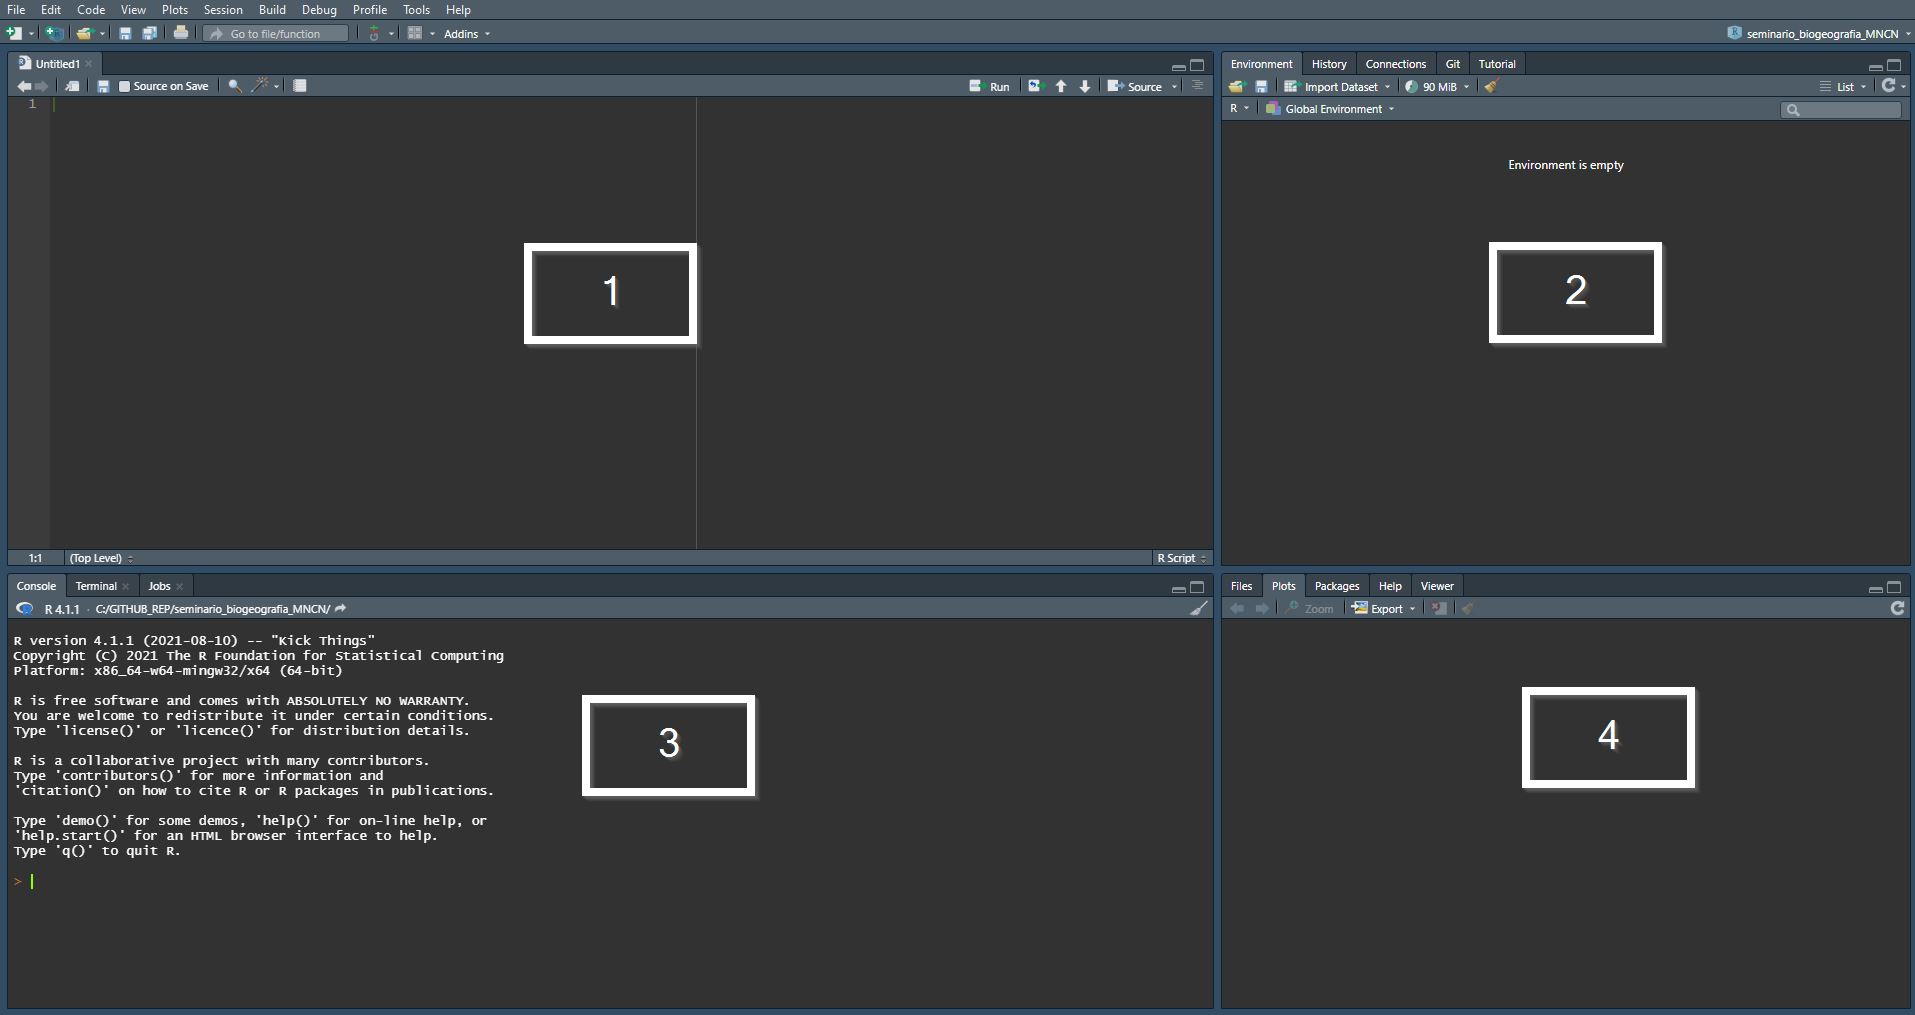 File Edit Code View Plots Session Build Debug Profile Tools Help
Go to file/function Addins seminario_biogeografia_MNCN
Untitled1
Source on Save Run Source
1
1
1:1 (Top Level) R Script
Environment History Connections Git Tutorial
Import Dataset 90 MiB List
R Global Environment
Environment is empty
2
Console Terminal Jobs
R 4.1.1 · C:/GITHUB_REP/seminario_biogeografia_MNCN/
R version 4.1.1 (2021-08-10) -- "Kick Things"
Copyright (C) 2021 The R Foundation for Statistical Computing
Platform: x86_64-w64-mingw32/x64 (64-bit)
R is free software and comes with ABSOLUTELY NO WARRANTY.
You are welcome to redistribute it under certain conditions.
Type 'license()' or 'licence()' for distribution details.
R is a collaborative project with many contributors.
Type 'contributors()' for more information and
'citation()' on how to cite R or R packages in publications.
Type 'demo()' for some demos, 'help()' for on-line help, or
'help.start()' for an HTML browser interface to help.
Type 'q()' to quit R.
>
3
Files Plots Packages Help Viewer
Zoom Export
4